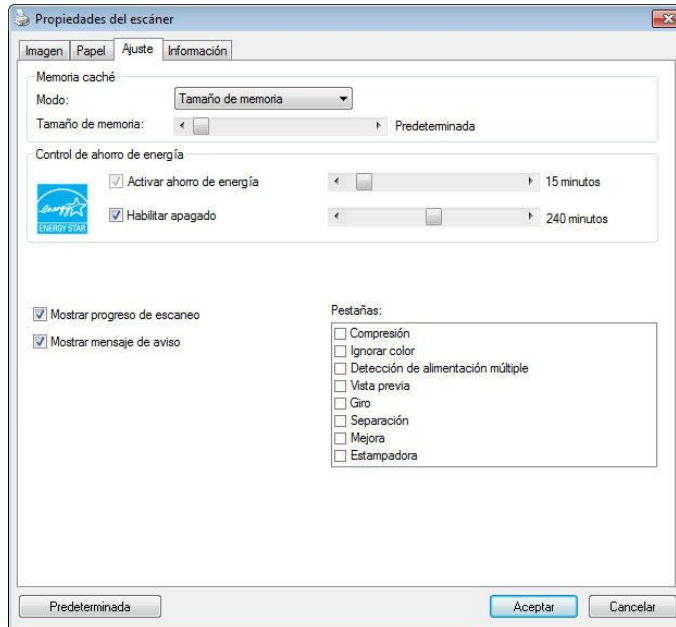 Propiedades del escáner
Imagen Papel Ajuste Información
Memoria caché
Modo: Tamaño de memoria
Tamaño de memoria: Predeterminada
Control de ahorro de energía
Activar ahorro de energía 15 minutos
energy
ENERGY STAR
Habilitar apagado 240 minutos
Mostrar progreso de escaneo
Mostrar mensaje de aviso
Pestañas:
Compresión
Ignorar color
Detección de alimentación múltiple
Vista previa
Giro
Separación
Mejora
Estampadora
Predeterminada Aceptar Cancelar